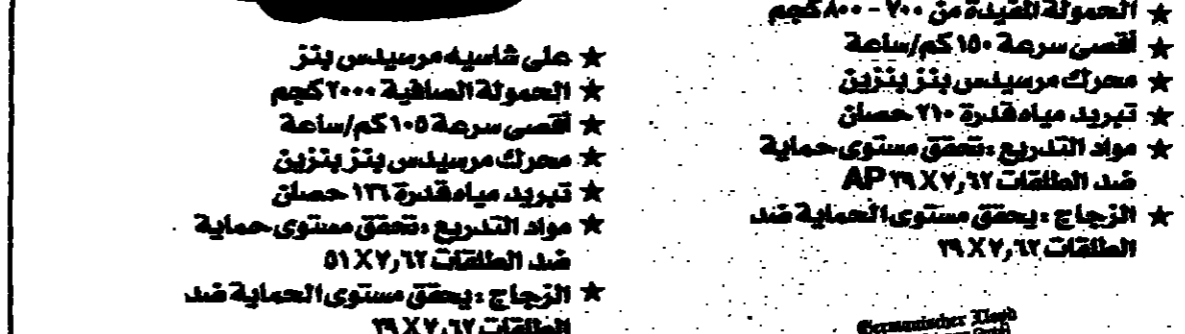 ★ الحمولة المفيدة من ٧٠٠ - ٨٠٠ كجم
★ أقصى سرعة ١٥٠ كم/ساعة
★ محرك مرسيدس بنز بنزين
★ تبريد مياه قدرة ٢١٠ حصان
★ مواد التدريع : تحقق مستوى حماية
ضد الطلقات ٧,٦٢ X ٣٩ AP
★ الزجاج : يحقق مستوى الحماية ضد
الطلقات ٧,٦٢ X ٣٩
Germanischer Lloyd
★ على شاسيه مرسيدس بنز
★ الحمولة الصافية ٢٠٠٠ كجم
★ أقصى سرعة ١٠٥ كم/ساعة
★ محرك مرسيدس بنز بنزين
★ تبريد مياه قدرة ١٣٦ حصان
★ مواد التدريع : تحقق مستوى حماية
ضد الطلقات ٧,٦٢ X ٥١
★ الزجاج : يحقق مستوى الحماية ضد
الطلقات ٧,٦٢ X ٣٩